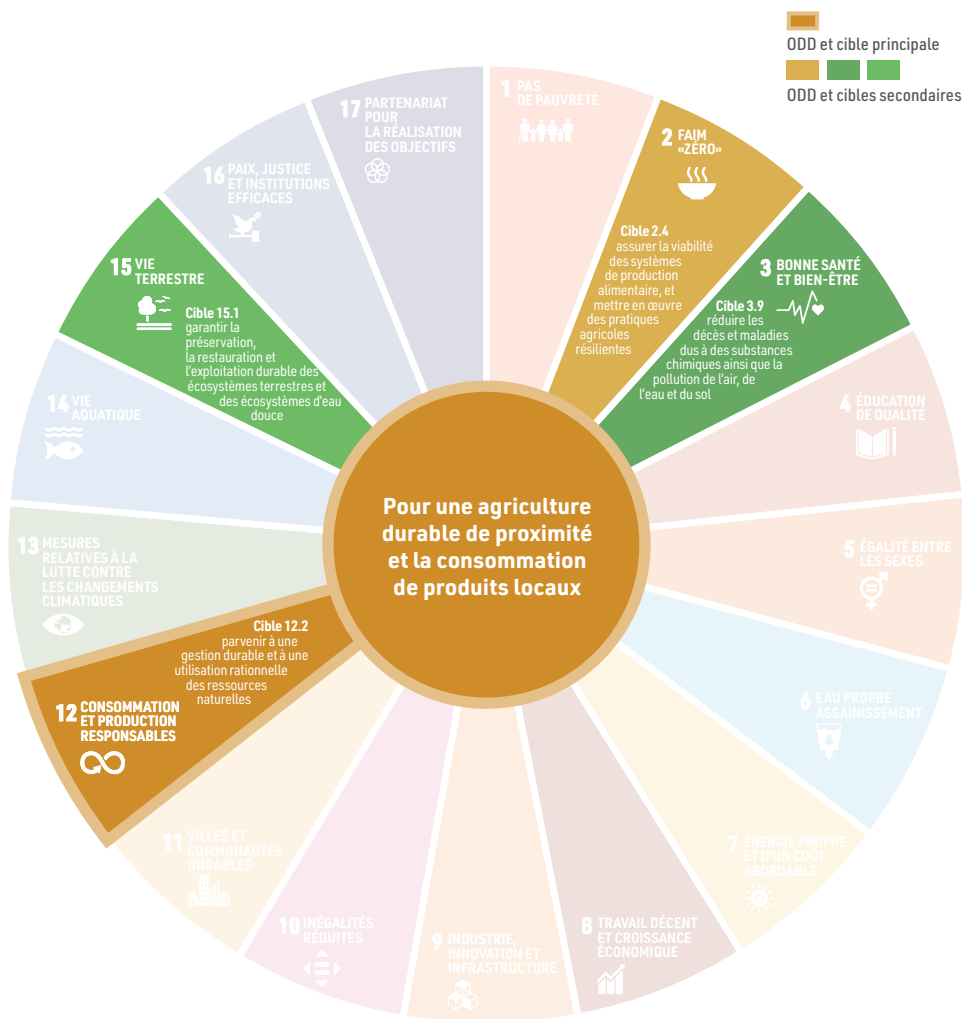 ODD et cible principale
ODD et cibles secondaires
1 PAS
DE PAUVRETÉ
2 FAIM
«ZÉRO»
Cible 2.4
assurer la viabilité
des systèmes
de production
alimentaire, et
mettre en œuvre
des pratiques
agricoles
résilientes
3 BONNE SANTÉ
ET BIEN-ÊTRE
Cible 3.9
réduire les
décès et maladies
dus à des substances
chimiques ainsi que la
pollution de l'air, de
l'eau et du sol
4 ÉDUCATION
DE QUALITÉ
5 ÉGALITÉ ENTRE
LES SEXES
6 EAU PROPRE
ASSAINISSEMENT
7 ÉNERGIE PROPRE
ET D'UN COÛT
ABORDABLE
8 TRAVAIL DÉCENT
ET CROISSANCE
ÉCONOMIQUE
9 INDUSTRIE,
INNOVATION ET
INFRASTRUCTURE
10 INÉGALITÉS
RÉDUITES
11 VILLES ET
COMMUNAUTÉS
DURABLES
12 CONSOMMATION
ET PRODUCTION
RESPONSABLES
Cible 12.2
parvenir à une
gestion durable et à une
utilisation rationnelle
des ressources
naturelles
13 MESURES
RELATIVES À LA
LUTTE CONTRE
LES CHANGEMENTS
CLIMATIQUES
14 VIE
AQUATIQUE
15 VIE
TERRESTRE
Cible 15.1
garantir la
préservation,
la restauration et
l'exploitation durable des
écosystèmes terrestres et
des écosystèmes d'eau
douce
16 PAIX, JUSTICE
ET INSTITUTIONS
EFFICACES
17 PARTENARIAT
POUR
LA RÉALISATION
DES OBJECTIFS
Pour une agriculture
durable de proximité
et la consommation
de produits locaux